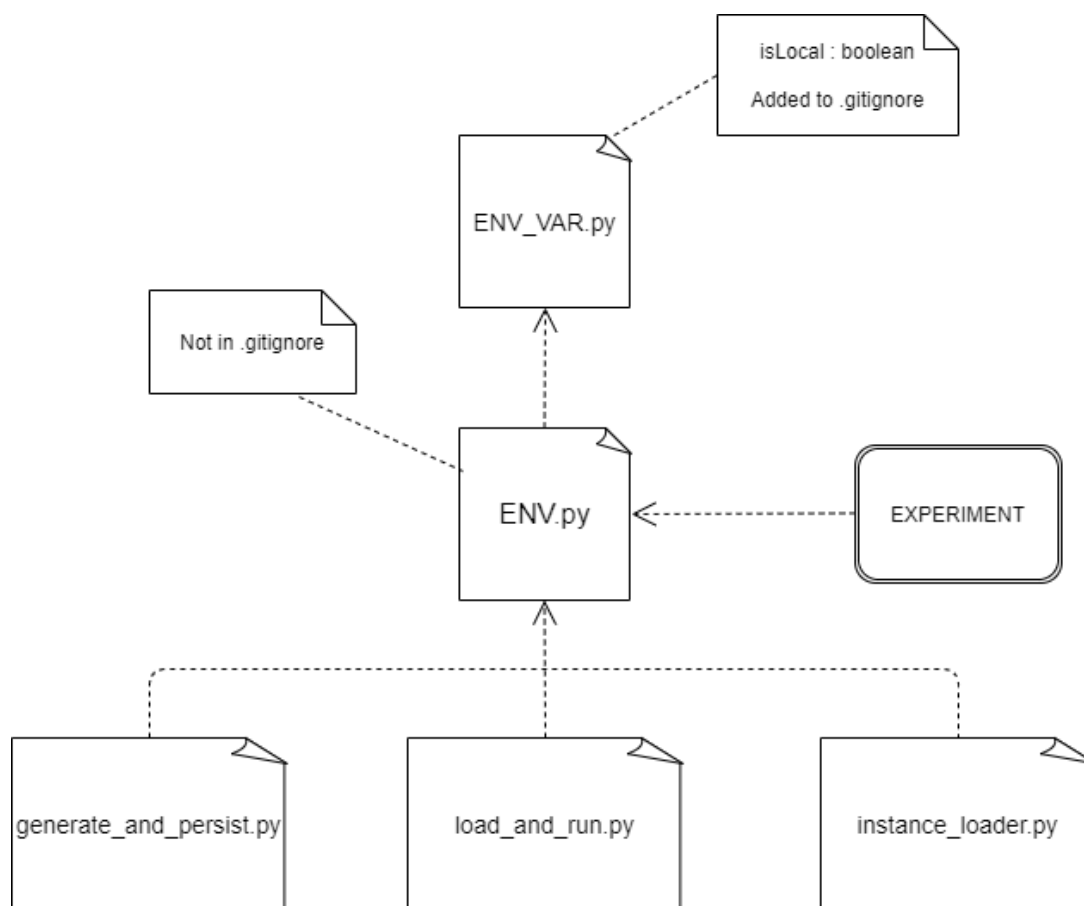 isLocal : boolean
Added to .gitignore
ENV_VAR.py
Not in .gitignore
ENV.py
EXPERIMENT
generate_and_persist.py
load_and_run.py
instance_loader.py